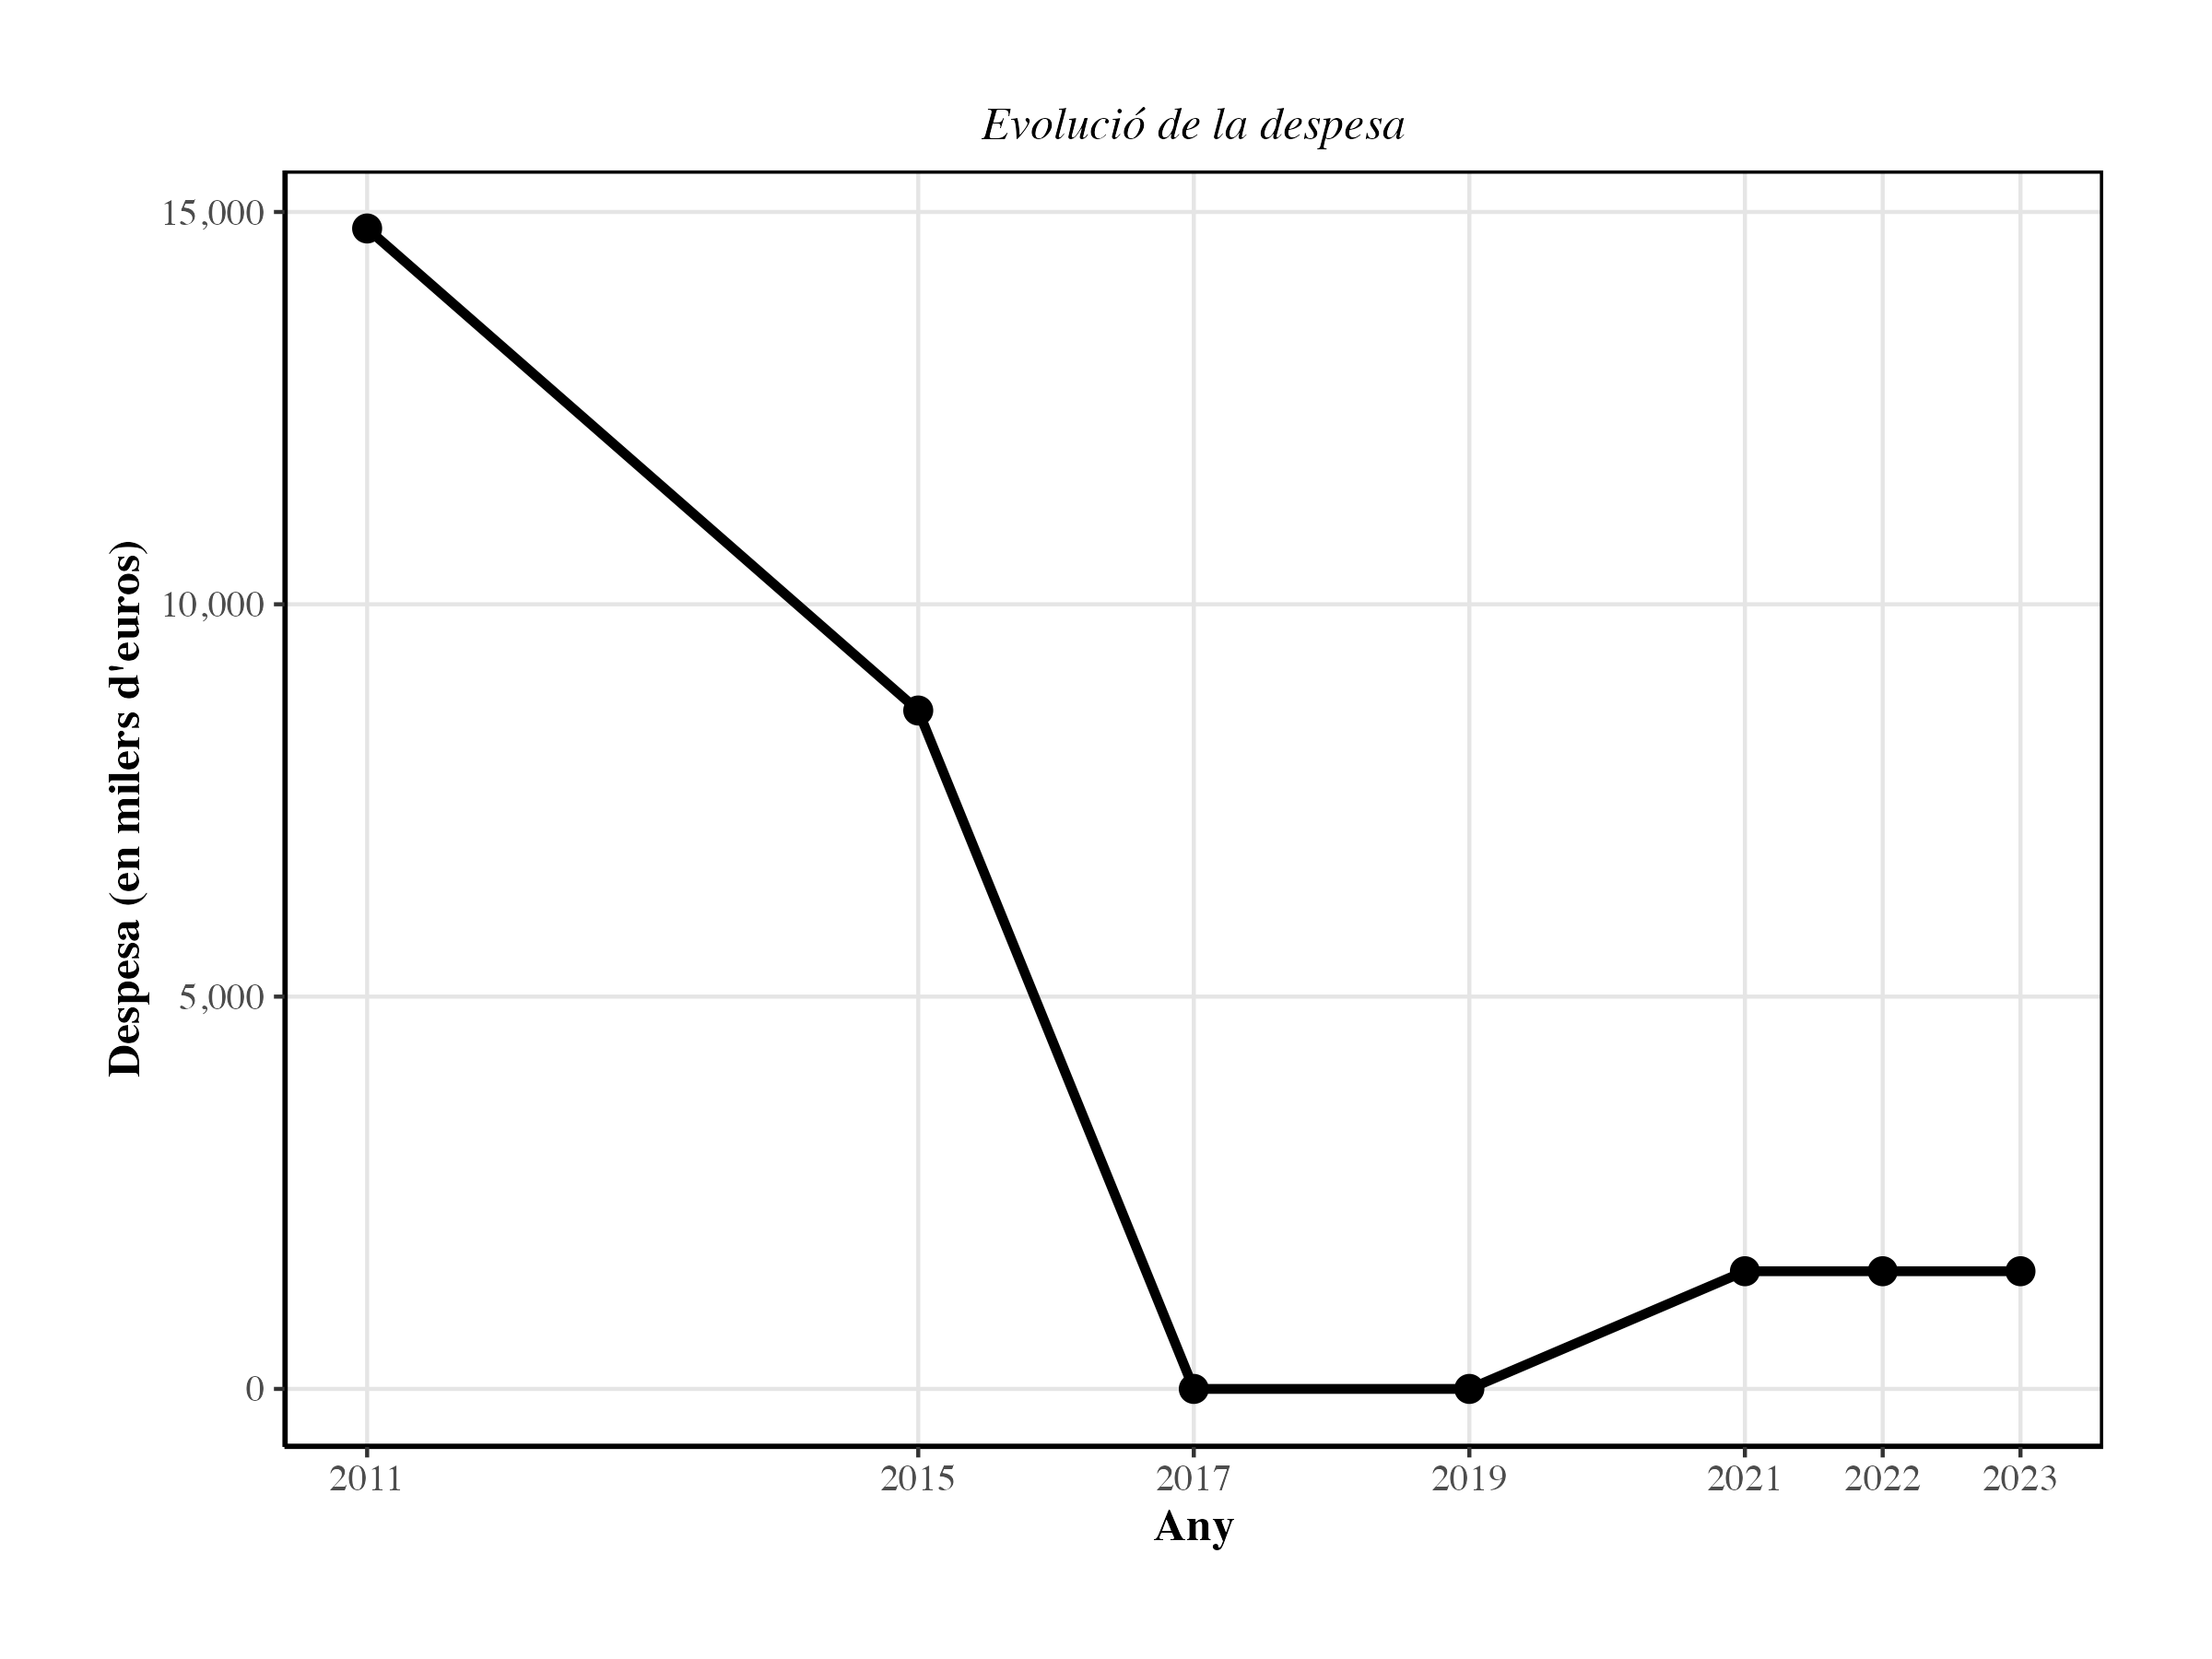 Evolució de la despesa
Despesa (en milers d'euros)
15,000
10,000
5,000
0
2011 2015 2017 2019 2021 2022 2023
Any